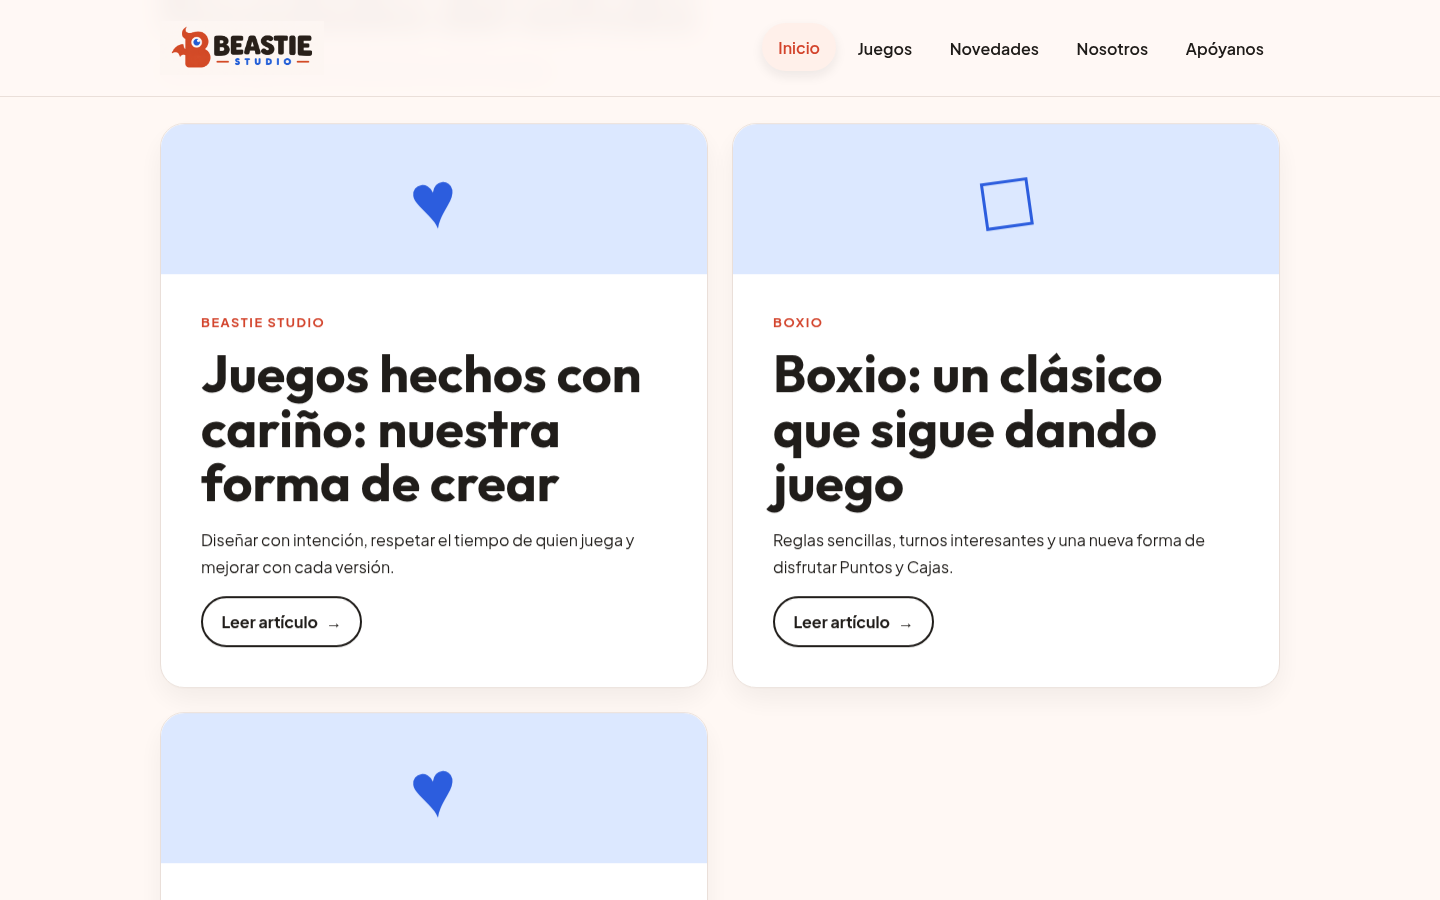 BEASTIE
STUDIO
Inicio
Juegos
Novedades
Nosotros
Apóyanos
BEASTIE STUDIO
Juegos hechos con
cariño: nuestra
forma de crear
Diseñar con intención, respetar el tiempo de quien juega y
mejorar con cada versión.
Leer artículo →
BOXIO
Boxio: un clásico
que sigue dando
juego
Reglas sencillas, turnos interesantes y una nueva forma de
disfrutar Puntos y Cajas.
Leer artículo →